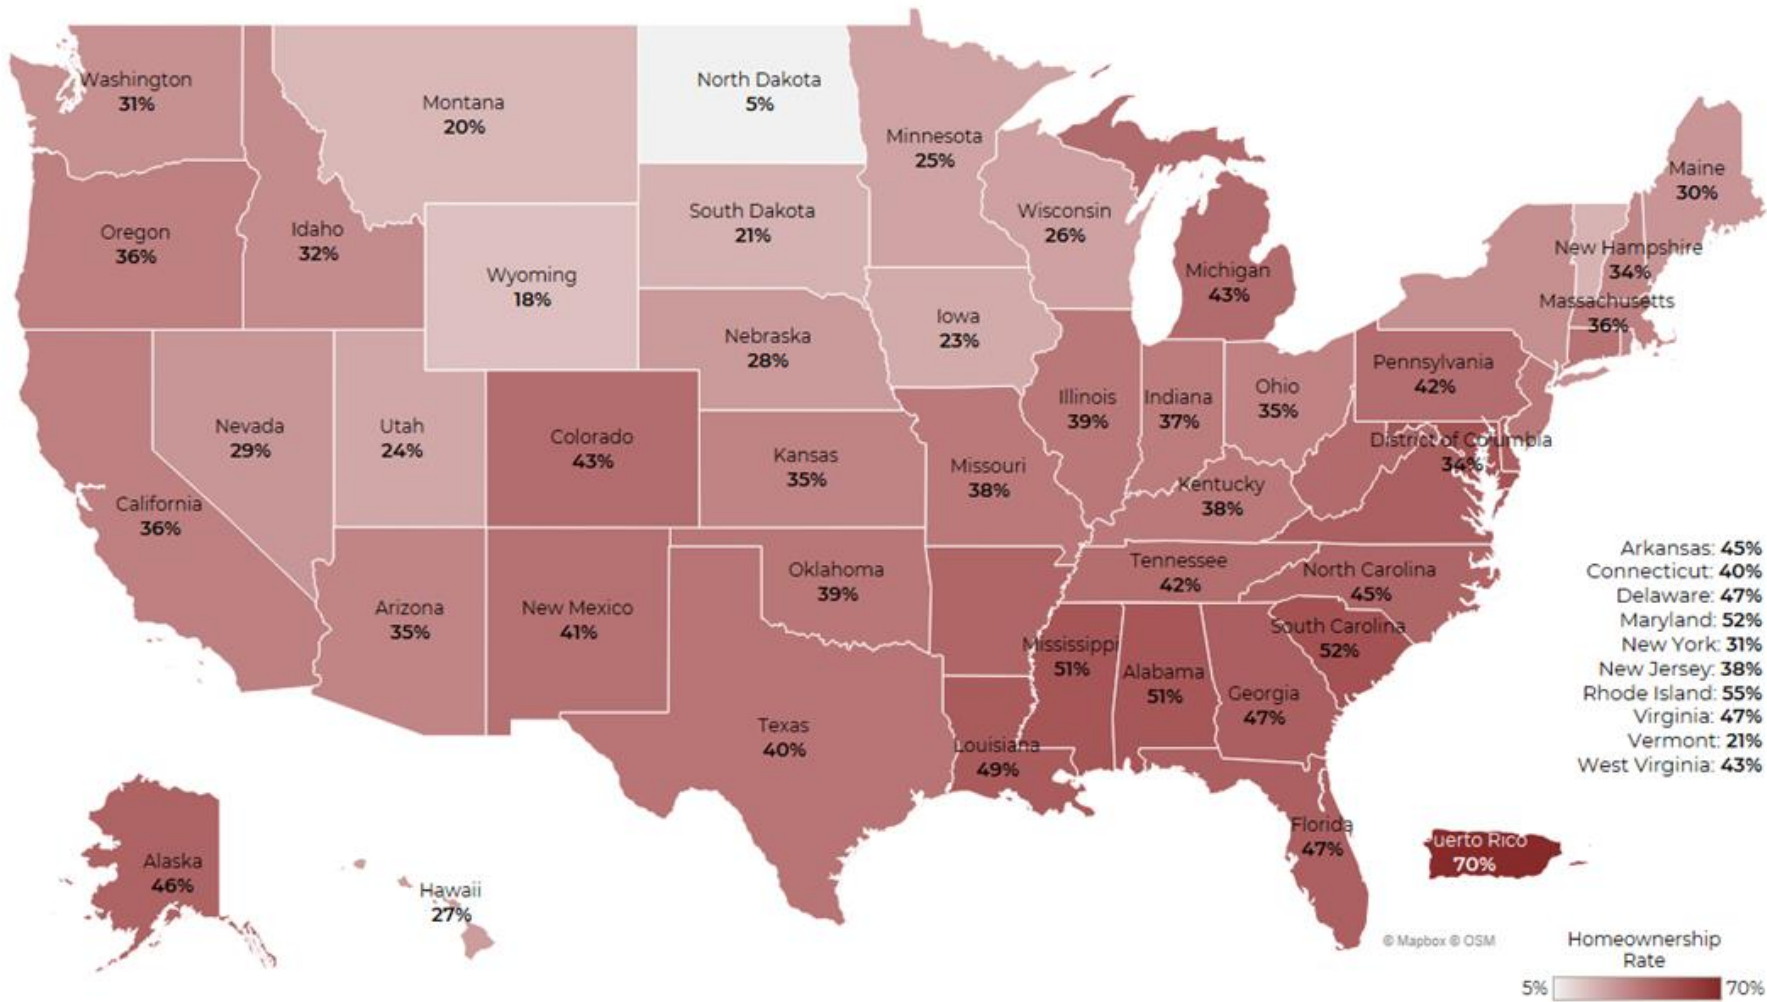 Washington
31%
Montana
20%
North Dakota
5%
Minnesota
25%
Maine
30%
Oregon
36%
Idaho
32%
Wyoming
18%
South Dakota
21%
Wisconsin
26%
Michigan
43%
New Hampshire
34%
Massachusetts
36%
Nebraska
28%
Iowa
23%
Pennsylvania
42%
Nevada
29%
Utah
24%
Colorado
43%
Kansas
35%
Missouri
38%
Illinois
39%
Indiana
37%
Ohio
35%
District of Columbia
34%
California
36%
Kentucky
38%
Arizona
35%
New Mexico
41%
Oklahoma
39%
Tennessee
42%
North Carolina
45%
South Carolina
52%
Mississippi
51%
Alabama
51%
Georgia
47%
Texas
40%
Louisiana
49%
Florida
47%
Arkansas: 45%
Connecticut: 40%
Delaware: 47%
Maryland: 52%
New York: 31%
New Jersey: 38%
Rhode Island: 55%
Virginia: 47%
Vermont: 21%
West Virginia: 43%
Alaska
46%
Hawaii
27%
uerto Rico
70%
© Mapbox © OSM
Homeownership
Rate
5% 70%